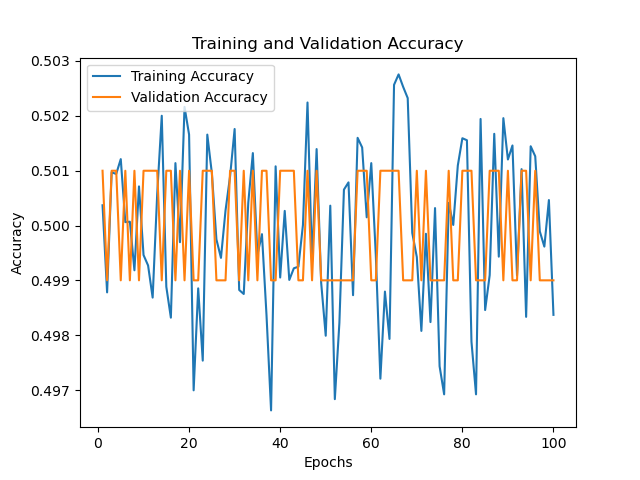 Training and Validation Accuracy
Training Accuracy
Validation Accuracy
0.503
0.502
0.501
0.500
0.499
0.498
0.497
Accuracy
0 20 40 60 80 100
Epochs